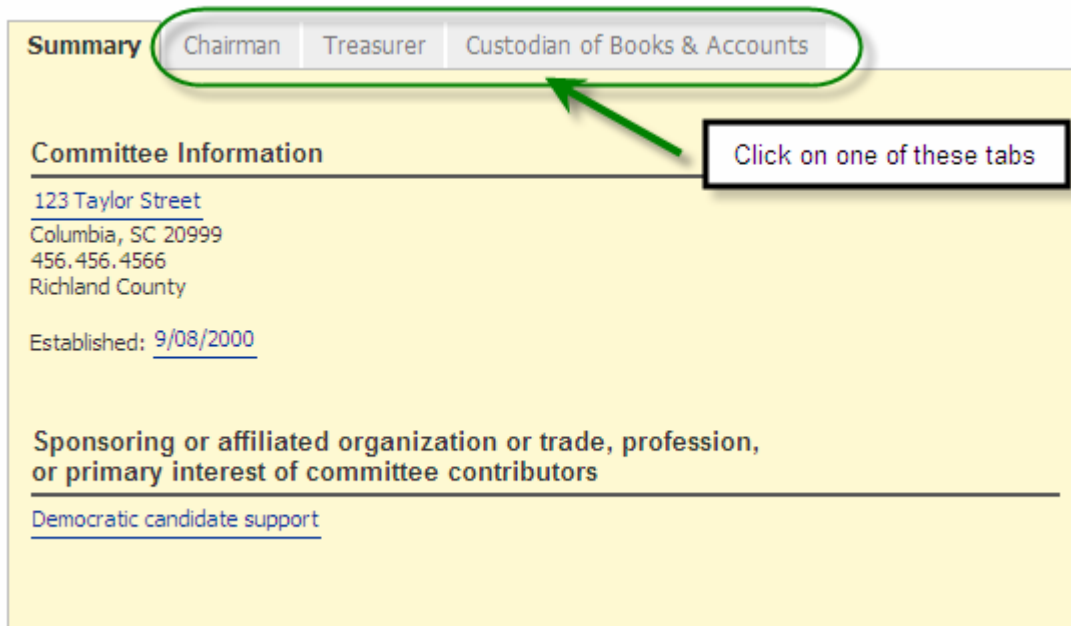 Summary Chairman Treasurer Custodian of Books & Accounts
Click on one of these tabs
Committee Information
123 Taylor Street
Columbia, SC 20999
456.456.4566
Richland County
Established: 9/08/2000
Sponsoring or affiliated organization or trade, profession,
or primary interest of committee contributors
Democratic candidate support